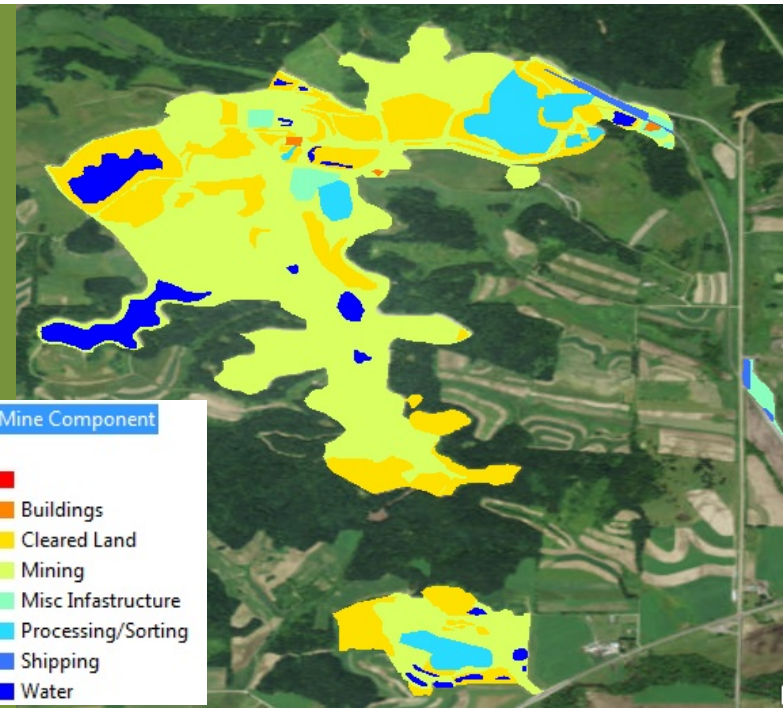 Mine Component
Buildings
Cleared Land
Mining
Misc Infastructure
Processing/Sorting
Shipping
Water